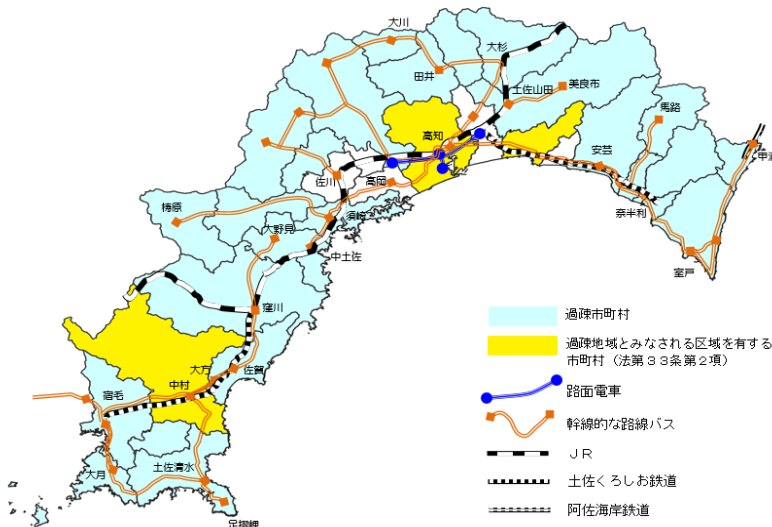 大川
大杉
田井
土佐山田
美良布
馬路
高知
安芸
甲浦
佐川
高岡
奈半利
梼原
須崎
大野見
中土佐
室戸
窪川
過疎市町村
過疎地域とみなされる区域を有する
市町村（法第３３条第２項）
大方
佐賀
中村
宿毛
路面電車
幹線的な路線バス
ＪＲ
大月
土佐清水
土佐くろしお鉄道
阿佐海岸鉄道
足摺岬